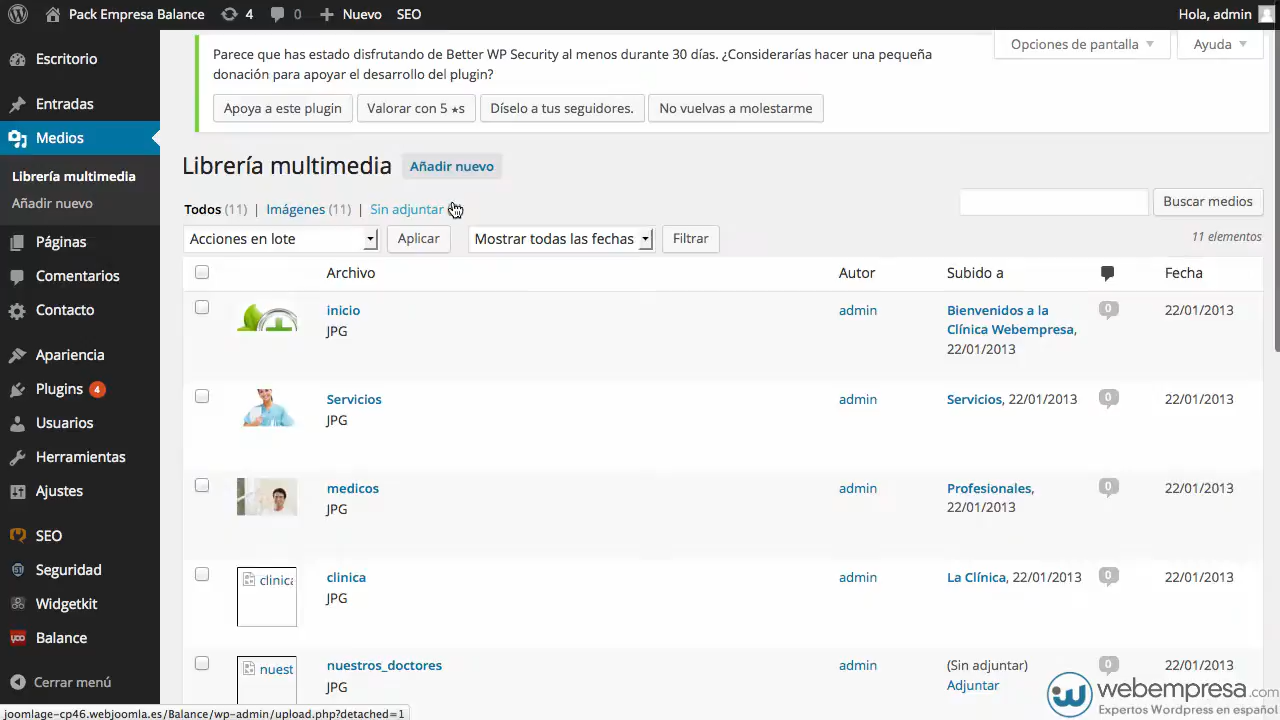 Pack Empresa Balance 4 0 Nuevo SEO Hola, admin
Escritorio
Entradas
Medios
Librería multimedia
Añadir nuevo
Páginas
Comentarios
Contacto
Apariencia
Plugins 4
Usuarios
Herramientas
Ajustes
SEO
Seguridad
Widgetkit
Balance
Cerrar menú
Opciones de pantalla Ayuda
Parece que has estado disfrutando de Better WP Security al menos durante 30 días. ¿Considerarías hacer una pequeña
donación para apoyar el desarrollo del plugin?
Apoya a este plugin Valorar con 5 ★s Díselo a tus seguidores. No vuelvas a molestarme
Librería multimedia Añadir nuevo
Todos (11) | Imágenes (11) | Sin adjuntar
Buscar medios
Acciones en lote Aplicar Mostrar todas las fechas Filtrar 11 elementos
Archivo Autor Subido a Fecha
inicio admin Bienvenidos a la 0 22/01/2013
JPG Clínica Webempresa,
22/01/2013
Servicios admin Servicios, 22/01/2013 0 22/01/2013
JPG
medicos admin Profesionales, 0 22/01/2013
JPG 22/01/2013
clinica clinica admin La Clínica, 22/01/2013 0 22/01/2013
JPG
nuest nuestros_doctores admin (Sin adjuntar) 0 22/01/2013
JPG Adjuntar
webempresa.com
Expertos Wordpress en español
joomlage-cp46.webjoomla.es/Balance/wp-admin/upload.php?detached=1